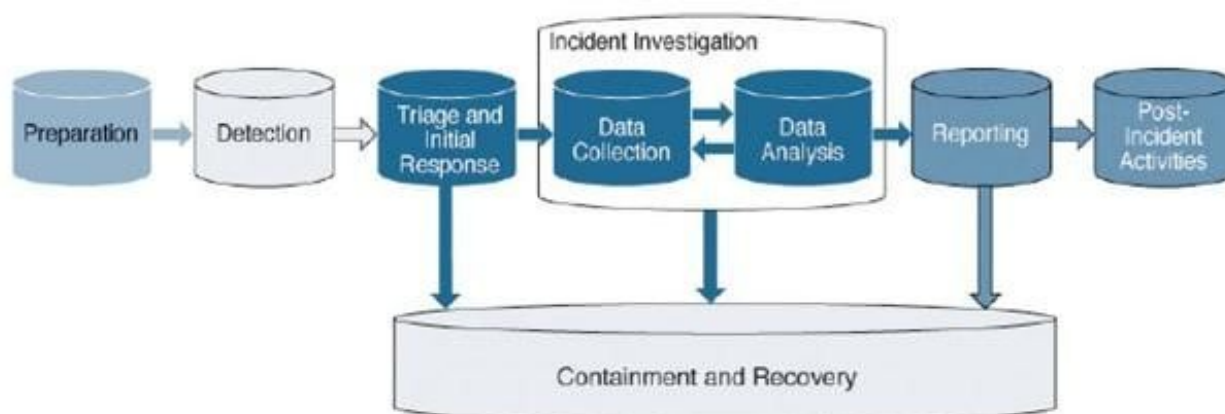 Incident Investigation
Preparation
Detection
Triage and
Initial
Response
Data
Collection
Data
Analysis
Reporting
Post-
Incident
Activities
Containment and Recovery